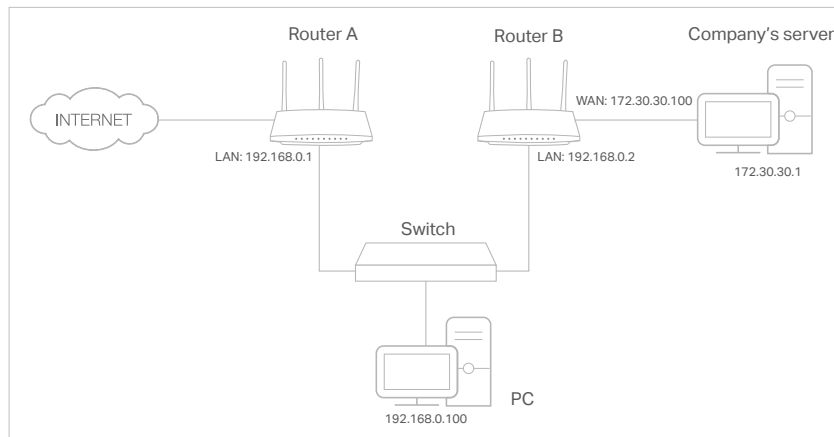 Router A
Router B
Company's server
WAN: 172.30.30.100
INTERNET
LAN: 192.168.0.1
LAN: 192.168.0.2
172.30.30.1
Switch
PC
192.168.0.100